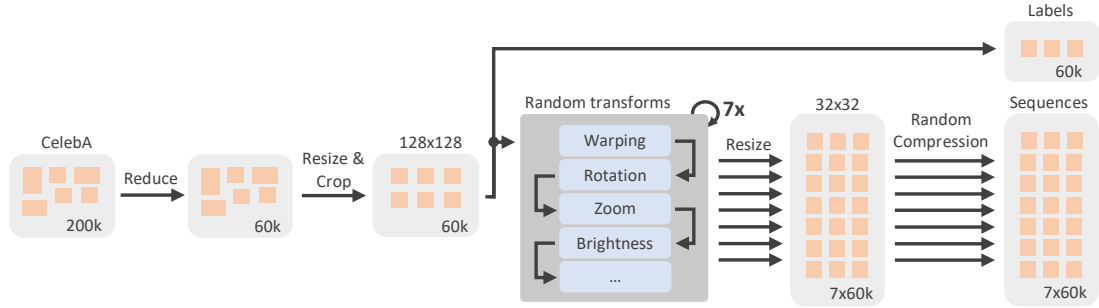 CelebA
200k
Reduce
60k
Resize &
Crop
128x128
60k
Random transforms
7x
Warping
Rotation
Zoom
Brightness
...
Resize
32x32
7x60k
Random
Compression
Labels
60k
Sequences
7x60k